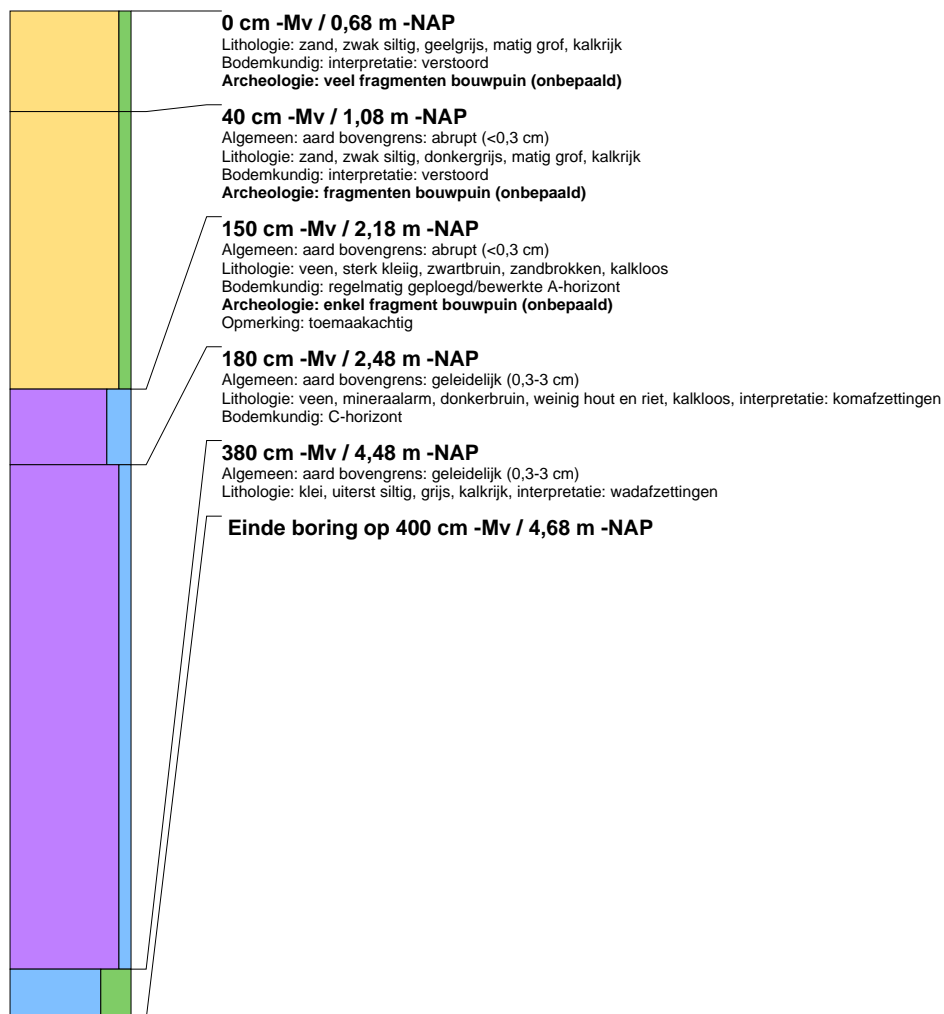 0 cm -Mv / 0,68 m -NAP
Lithologie: zand, zwak siltig, geelgrijs, matig grof, kalkrijk
Bodemkundig: interpretatie: verstoord
Archeologie: veel fragmenten bouwpuin (onbepaald)
40 cm -Mv / 1,08 m -NAP
Algemeen: aard bovengrens: abrupt (<0,3 cm)
Lithologie: zand, zwak siltig, donkergrijs, matig grof, kalkrijk
Bodemkundig: interpretatie: verstoord
Archeologie: fragmenten bouwpuin (onbepaald)
150 cm -Mv / 2,18 m -NAP
Algemeen: aard bovengrens: abrupt (<0,3 cm)
Lithologie: veen, sterk kleiig, zwartbruin, zandbrokken, kalkloos
Bodemkundig: regelmatig geploegd/bewerkte A-horizont
Archeologie: enkel fragment bouwpuin (onbepaald)
Opmerking: toemaakachtig
180 cm -Mv / 2,48 m -NAP
Algemeen: aard bovengrens: geleidelijk (0,3-3 cm)
Lithologie: veen, mineraalarm, donkerbruin, weinig hout en riet, kalkloos, interpretatie: komafzettingen
Bodemkundig: C-horizont
380 cm -Mv / 4,48 m -NAP
Algemeen: aard bovengrens: geleidelijk (0,3-3 cm)
Lithologie: klei, uiterst siltig, grijs, kalkrijk, interpretatie: wadafzettingen
Einde boring op 400 cm -Mv / 4,68 m -NAP